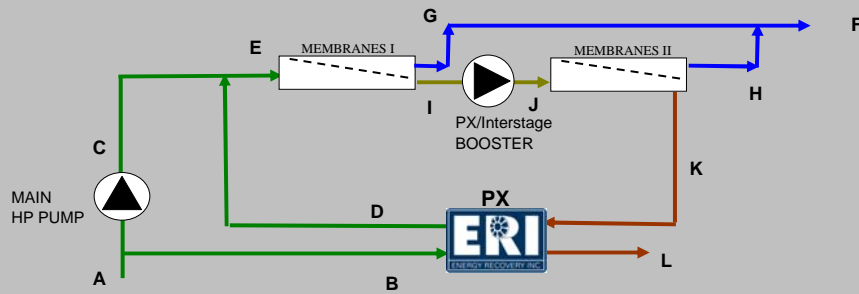 G
F
E
MEMBRANES I
MEMBRANES II
I
J
H
PX/Interstage
BOOSTER
C
K
MAIN
HP PUMP
D
PX
ERI
ENERGY RECOVERY INC.
A
B
L